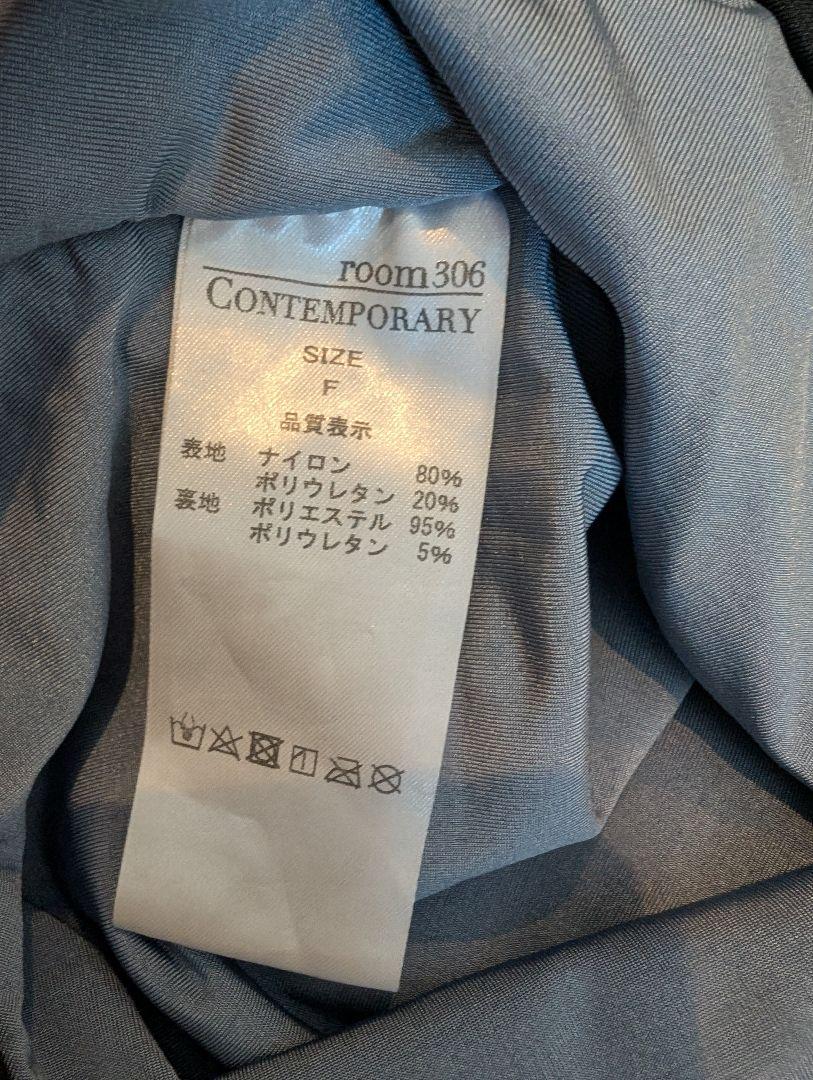 room306
CONTEMPORARY
SIZE
F
品質表示
表地 ナイロン 80%
ポリウレタン 20%
裏地 ポリエステル 95%
ポリウレタン 5%